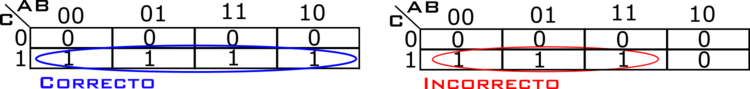 AB AB
C 00 01 11 10 C 00 01 11 10
0 0 0 0 0 0 0 0 0 0
1 1 1 1 1 1 1 1 1 0
CORRECTO INCORRECTO